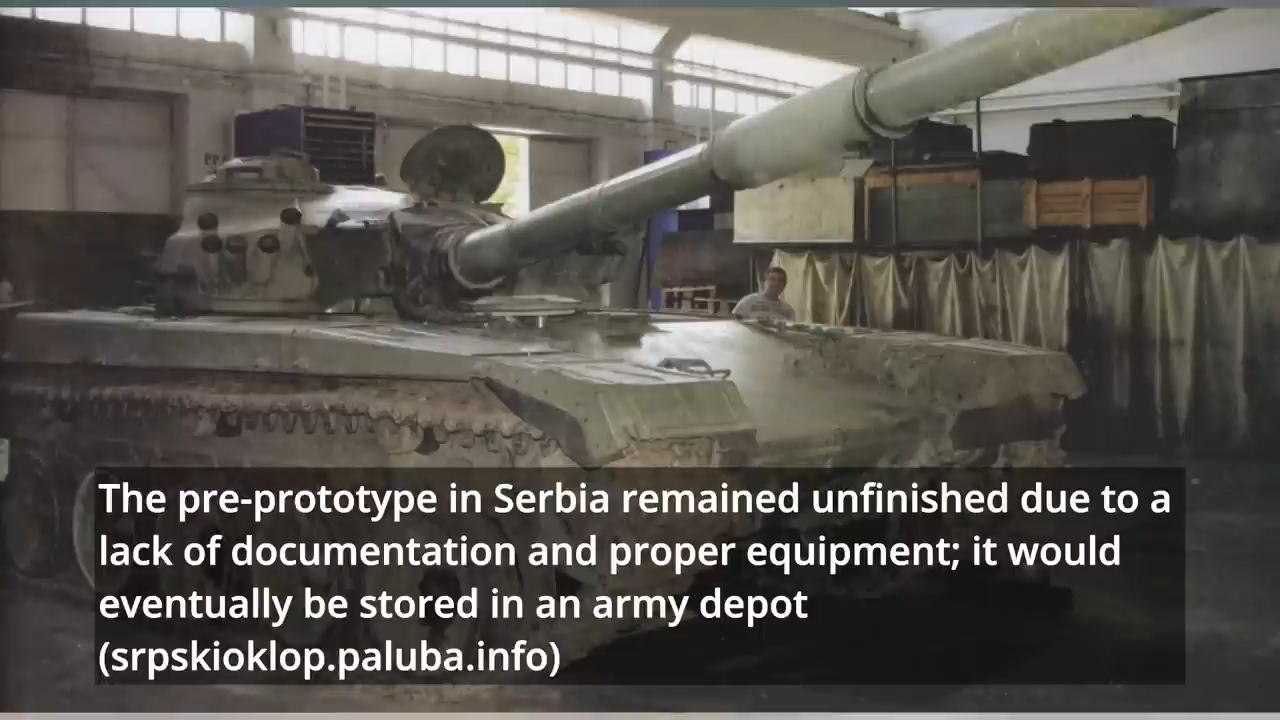 The pre-prototype in Serbia remained unfinished due to a
lack of documentation and proper equipment; it would
eventually be stored in an army depot
(srpskioklop.paluba.info)